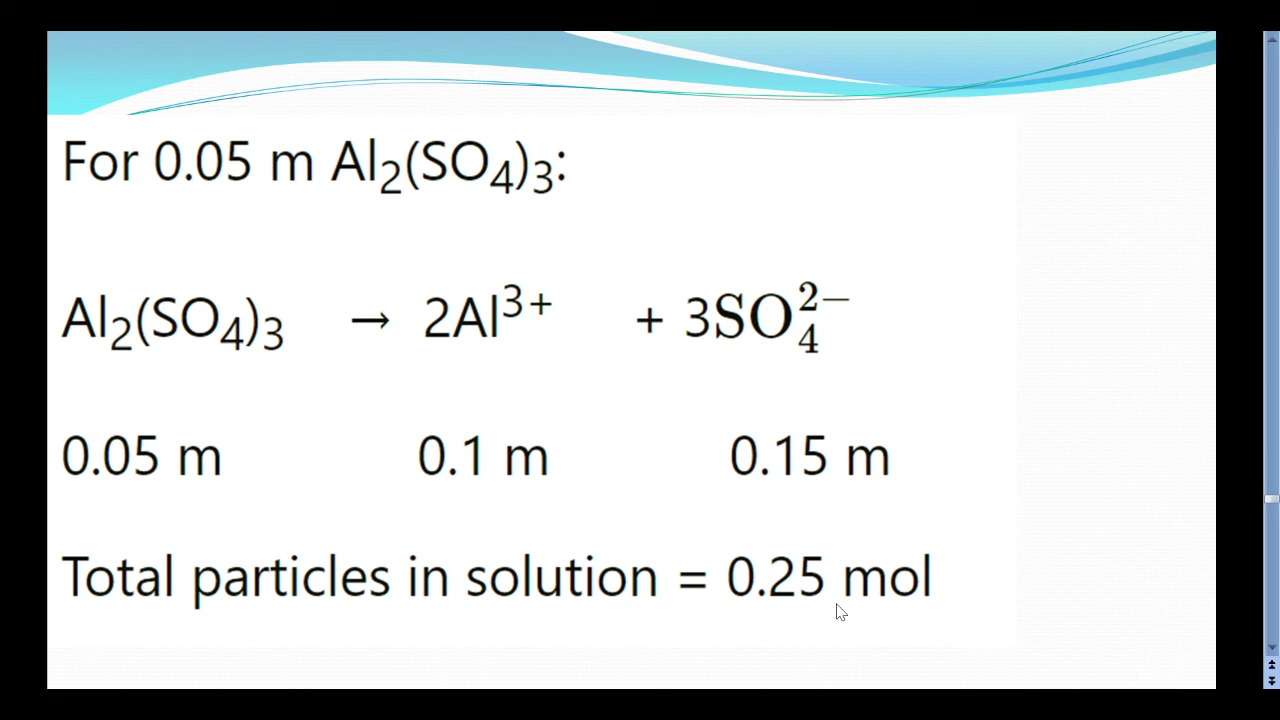 For 0.05 m Al₂(SO₄)₃:
Al₂(SO₄)₃ → 2Al³⁺ + 3SO₄²⁻
0.05 m 0.1 m 0.15 m
Total particles in solution = 0.25 mol